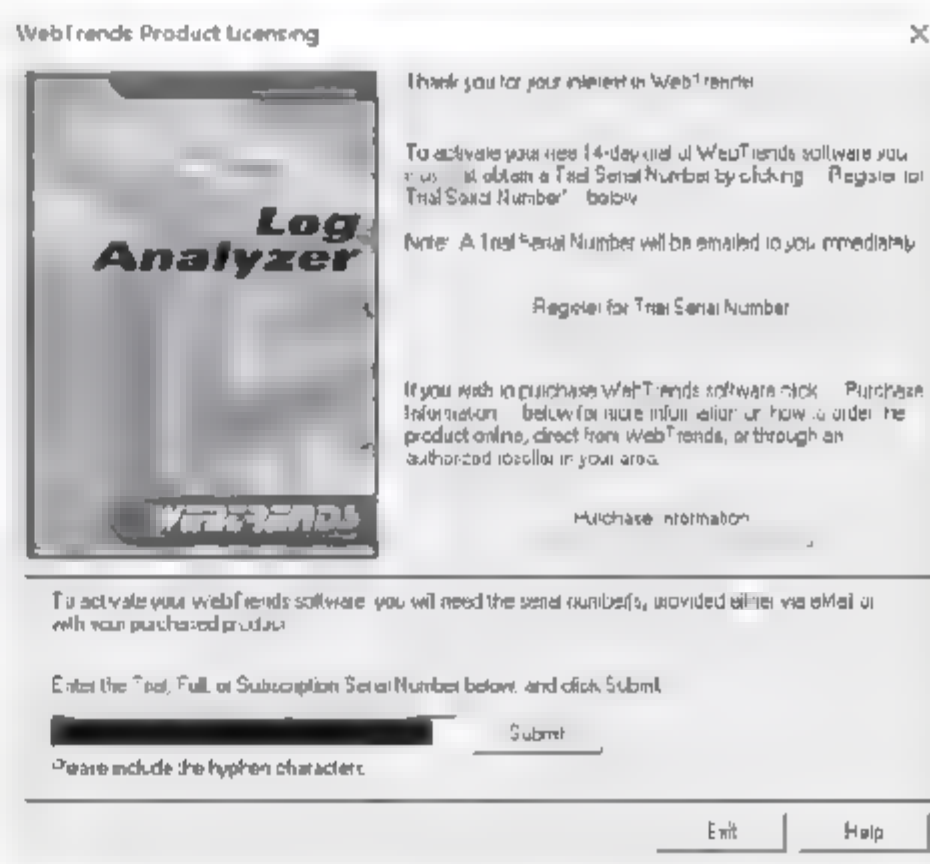 WebTrends Product Licensing
Log
Analyzer
WEBTRENDS
Thank you for your interest in WebTrends
To activate your free 14-day trial of WebTrends software you
must obtain a Trial Serial Number by clicking Register for
Trial Serial Number" below
Note: A Trial Serial Number will be emailed to you immediately
Register for Trial Serial Number
If you wish to purchase WebTrends software click Purchase
Information below for more information on how to order the
product online, direct from WebTrends, or through an
authorized reseller in your area.
Purchase Information
To activate your WebTrends software you will need the serial number(s) provided either via eMail or
with your purchased product
Enter the Trial, Full, or Subscription Serial Number below, and click Submit
Submit
Please include the hyphen characters.
Exit
Help